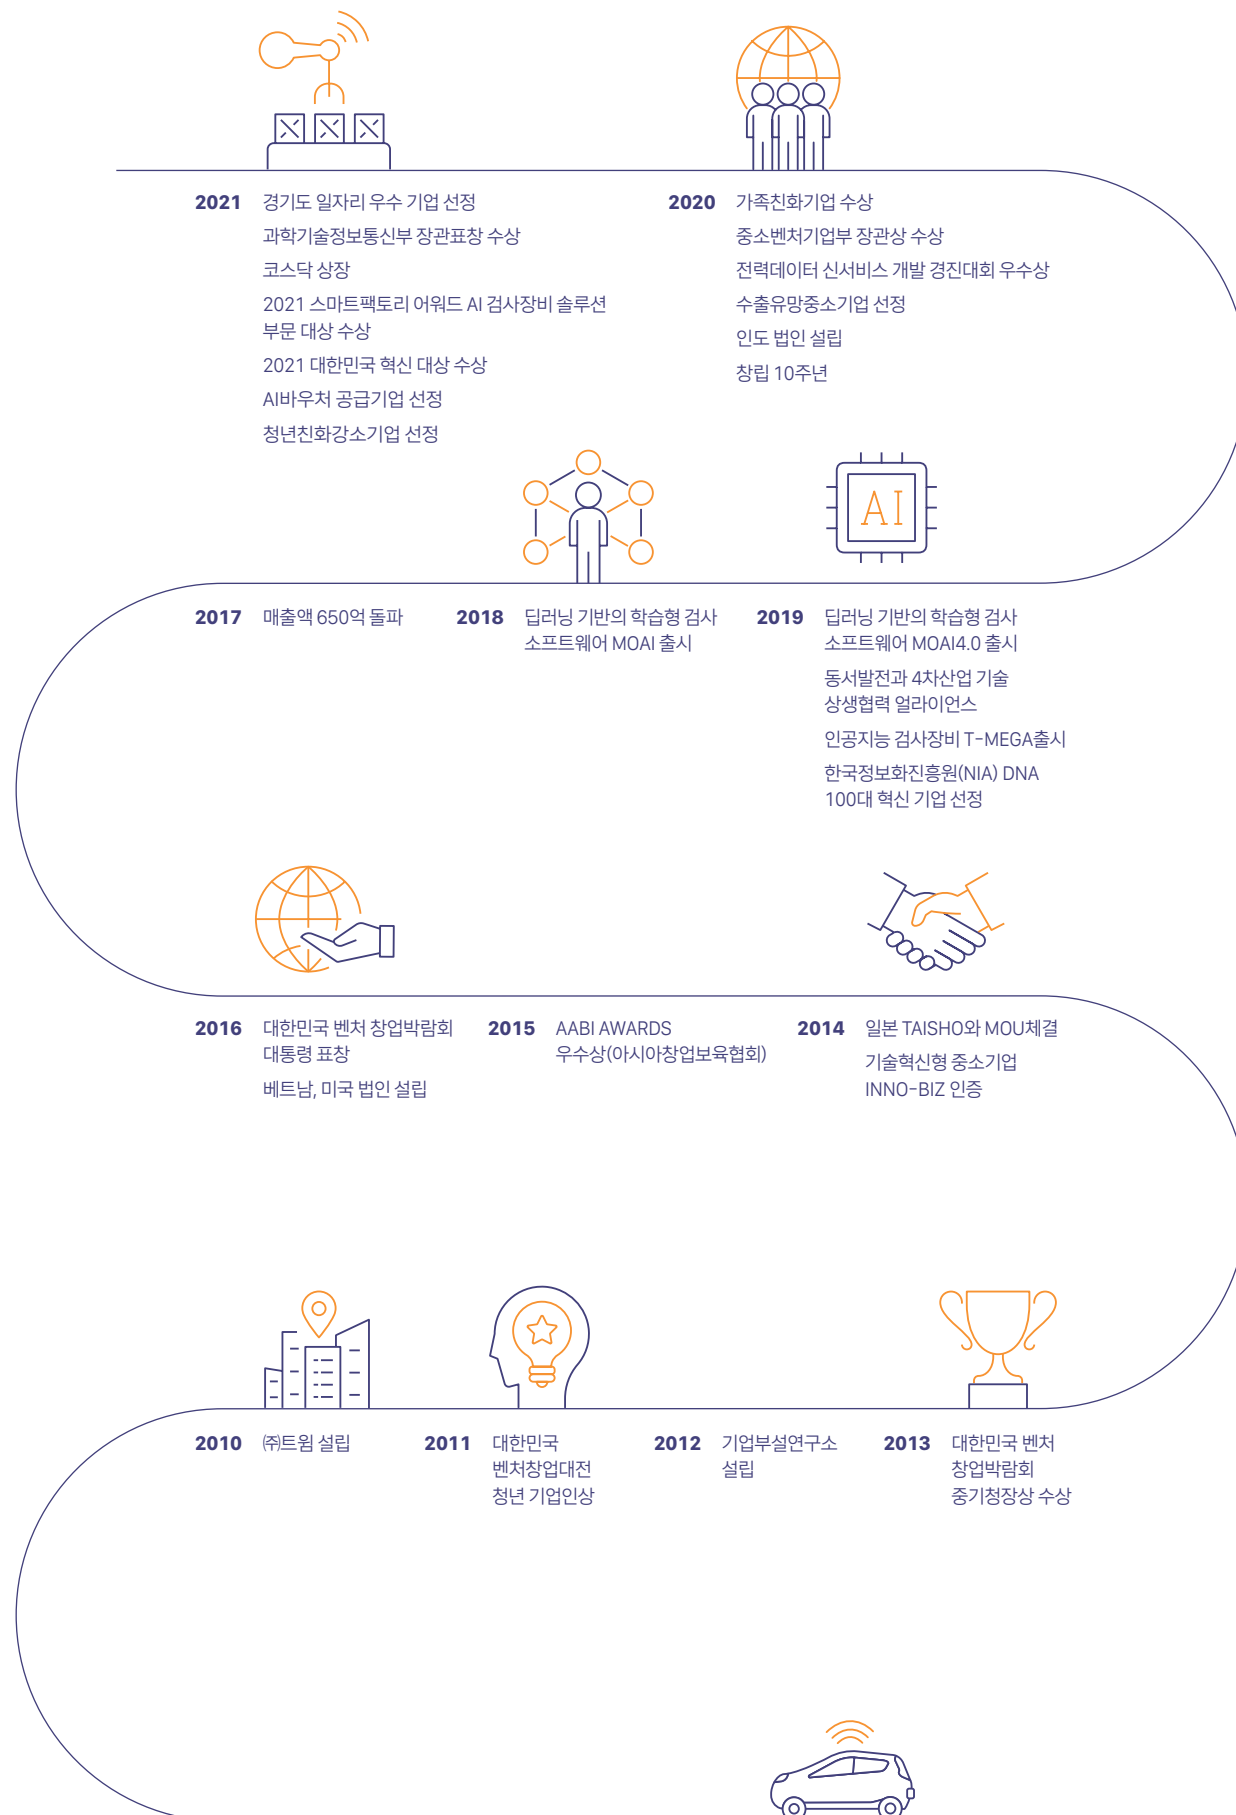 2021 경기도 일자리 우수 기업 선정
과학기술정보통신부 장관표창 수상
코스닥 상장
2021 스마트팩토리 어워드 AI 검사장비 솔루션
부문 대상 수상
2021 대한민국 혁신 대상 수상
AI바우처 공급기업 선정
청년친화강소기업 선정
2020 가족친화기업 수상
중소벤처기업부 장관상 수상
전력데이터 신서비스 개발 경진대회 우수상
수출유망중소기업 선정
인도 법인 설립
창립 10주년
AI
2017 매출액 650억 돌파
2018 딥러닝 기반의 학습형 검사
소프트웨어 MOAI 출시
2019 딥러닝 기반의 학습형 검사
소프트웨어 MOAI4.0 출시
동서발전과 4차산업 기술
상생협력 얼라이언스
인공지능 검사장비 T-MEGA출시
한국정보화진흥원(NIA) DNA
100대 혁신 기업 선정
2016 대한민국 벤처 창업박람회
대통령 표창
베트남, 미국 법인 설립
2015 AABI AWARDS
우수상(아시아창업보육협회)
2014 일본 TAISHO와 MOU체결
기술혁신형 중소기업
INNO-BIZ 인증
2010 ㈜트윔 설립
2011 대한민국
벤처창업대전
청년 기업인상
2012 기업부설연구소
설립
2013 대한민국 벤처
창업박람회
중기청장상 수상